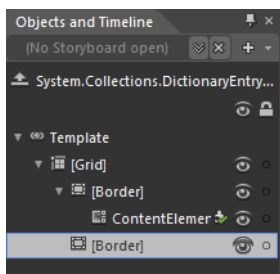 Objects and Timeline
(No Storyboard open)
System.Collections.DictionaryEntry...
Template
[Grid]
[Border]
ContentElemer
[Border]